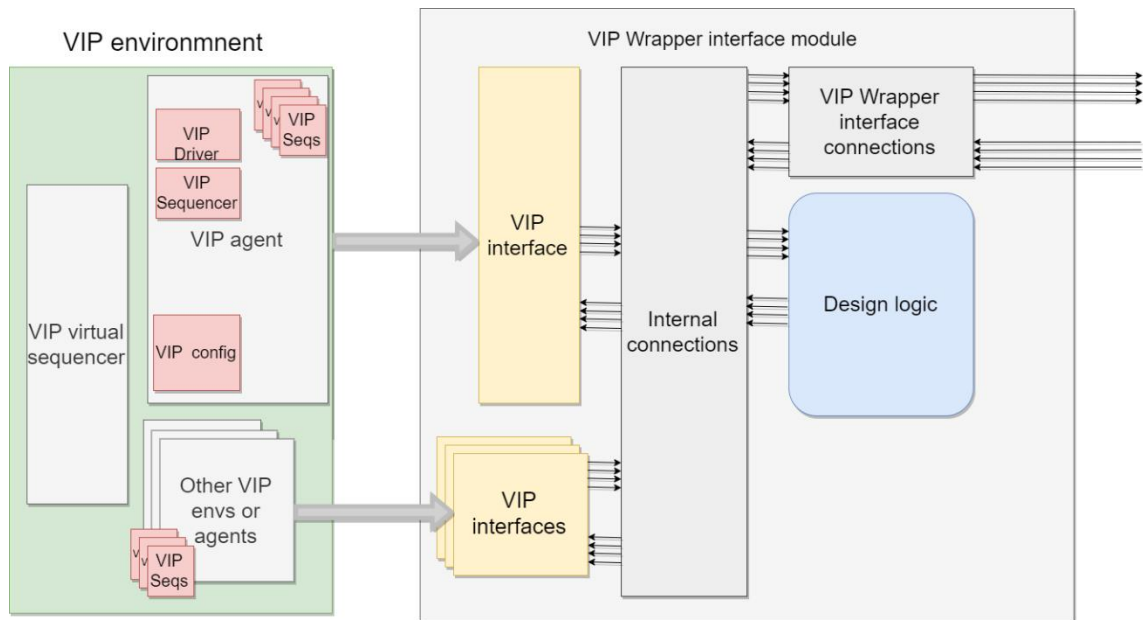 VIP environmnent
VIP Wrapper interface module
VIP
Driver
VIP
Sequencer
VIP agent
v
v
v
VIP
Seqs
VIP config
VIP virtual
sequencer
Other VIP
envs or
agents
v
v
VIP
Seqs
VIP
interface
VIP
interfaces
Internal
connections
VIP Wrapper
interface
connections
Design logic